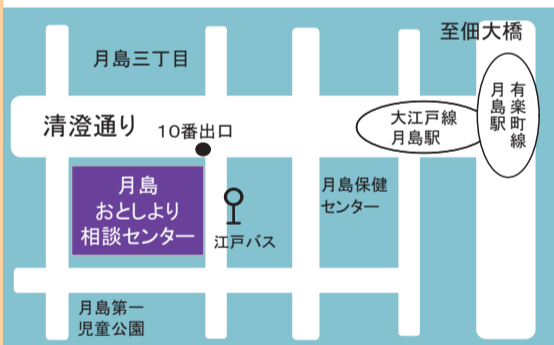 至佃大橋
月島三丁目
有楽町線
月島駅
清澄通り
10番出口
大江戸線
月島駅
月島
おとしより
相談センター
月島保健
センター
江戸バス
月島第一
児童公園